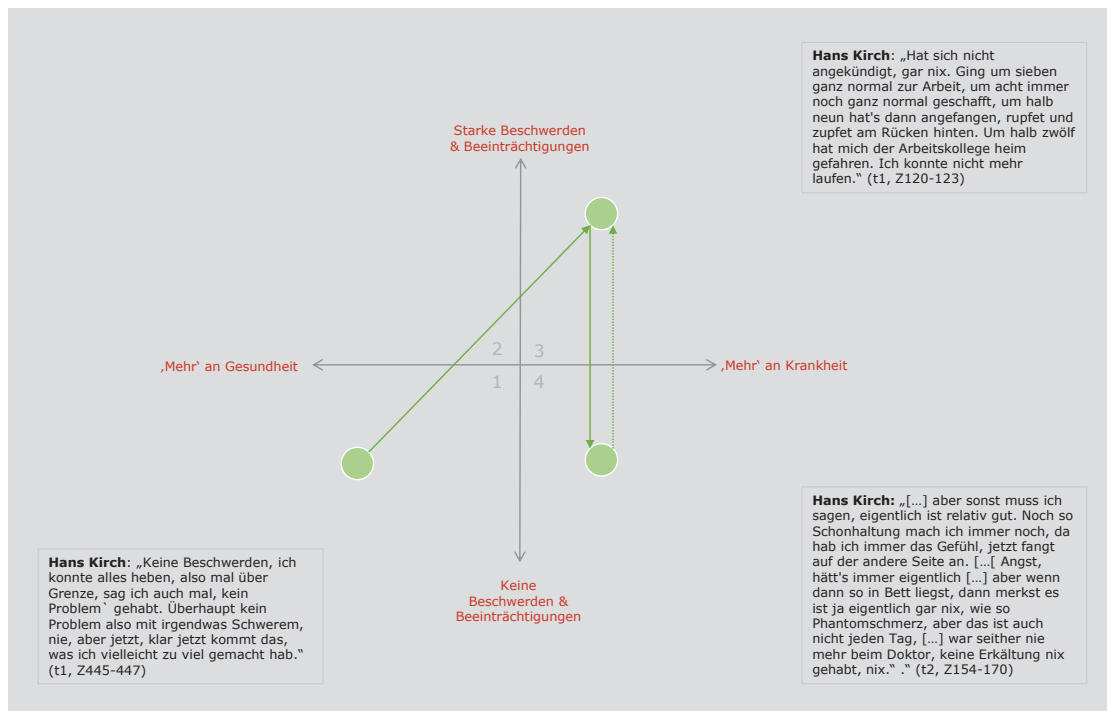 Hans Kirch: „Hat sich nicht
angekündigt, gar nix. Ging um sieben
ganz normal zur Arbeit, um acht immer
noch ganz normal geschafft, um halb
neun hat's dann angefangen, rupfet und
zupfet am Rücken hinten. Um halb zwölf
hat mich der Arbeitskollege heim
gefahren. Ich konnte nicht mehr
laufen.“ (t1, Z120-123)
Starke Beschwerden
& Beeinträchtigungen
2 3
‚Mehr‘ an Gesundheit
‚Mehr‘ an Krankheit
1 4
Keine
Beschwerden &
Beeinträchtigungen
Hans Kirch: „Keine Beschwerden, ich
konnte alles heben, also mal über
Grenze, sag ich auch mal, kein
Problem` gehabt. Überhaupt kein
Problem also mit irgendwas Schwerem,
nie, aber jetzt, klar jetzt kommt das,
was ich vielleicht zu viel gemacht hab.“
(t1, Z445-447)
Hans Kirch: „[…] aber sonst muss ich
sagen, eigentlich ist relativ gut. Noch so
Schonhaltung mach ich immer noch, da
hab ich immer das Gefühl, jetzt fangt
auf der andere Seite an. […[ Angst,
hätt's immer eigentlich […] aber wenn
dann so in Bett liegst, dann merkst es
ist ja eigentlich gar nix, wie so
Phantomschmerz, aber das ist auch
nicht jeden Tag, […] war seither nie
mehr beim Doktor, keine Erkältung nix
gehabt, nix.“ .“ (t2, Z154-170)